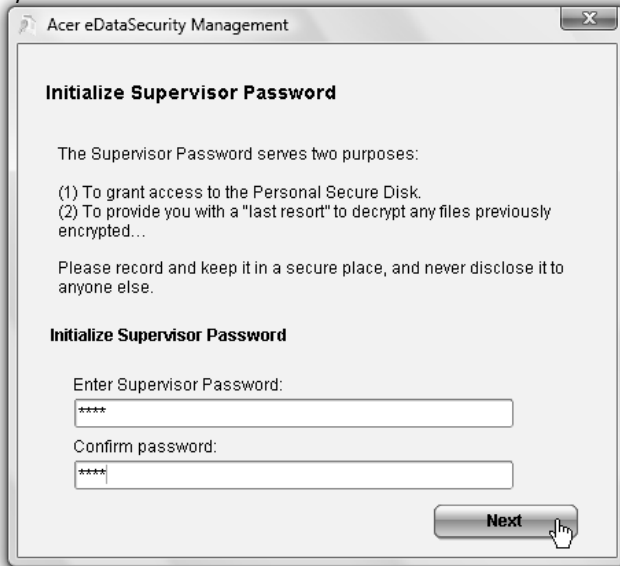 Acer eDataSecurity Management
Initialize Supervisor Password
The Supervisor Password serves two purposes:
(1) To grant access to the Personal Secure Disk.
(2) To provide you with a "last resort" to decrypt any files previously
encrypted...
Please record and keep it in a secure place, and never disclose it to
anyone else.
Initialize Supervisor Password
Enter Supervisor Password:
****
Confirm password:
****
Next